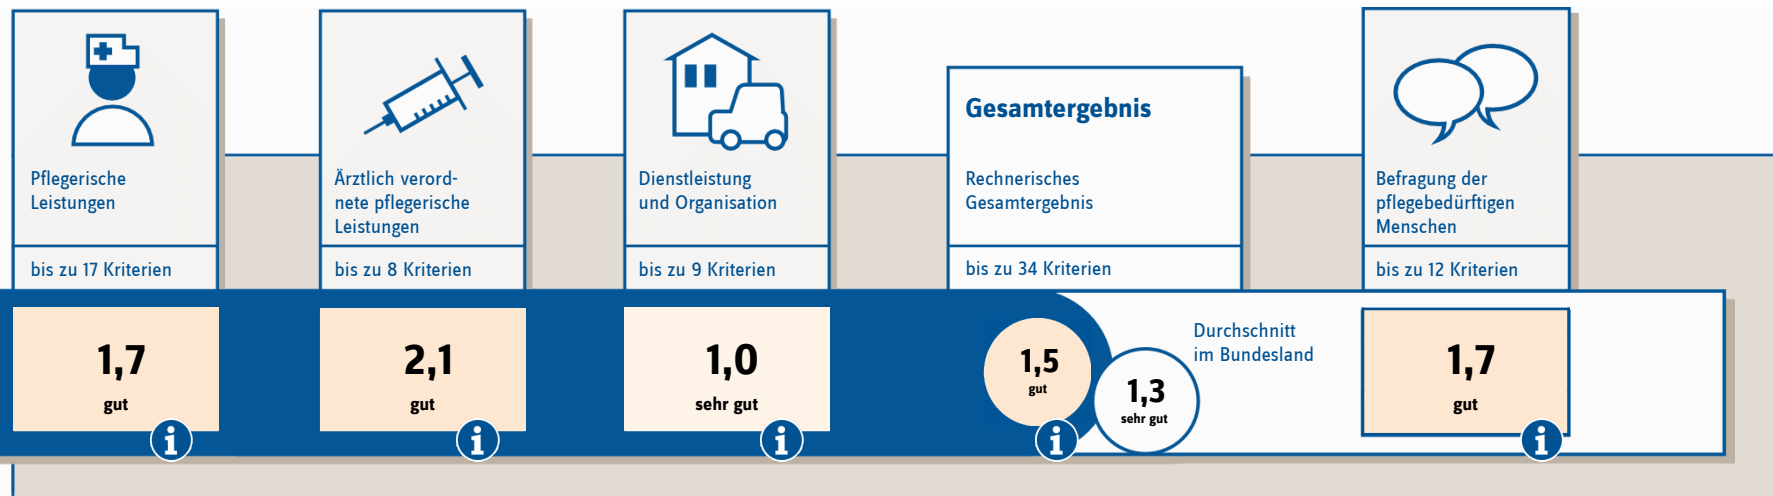 Pflegerische
Leistungen
bis zu 17 Kriterien
1,7
gut
i
Ärztlich verord-
nete pflegerische
Leistungen
bis zu 8 Kriterien
2,1
gut
i
Dienstleistung
und Organisation
bis zu 9 Kriterien
1,0
sehr gut
i
Gesamtergebnis
Rechnerisches
Gesamtergebnis
bis zu 34 Kriterien
1,5
gut
i
1,3
sehr gut
Durchschnitt
im Bundesland
Befragung der
pflegebedürftigen
Menschen
bis zu 12 Kriterien
1,7
gut
i